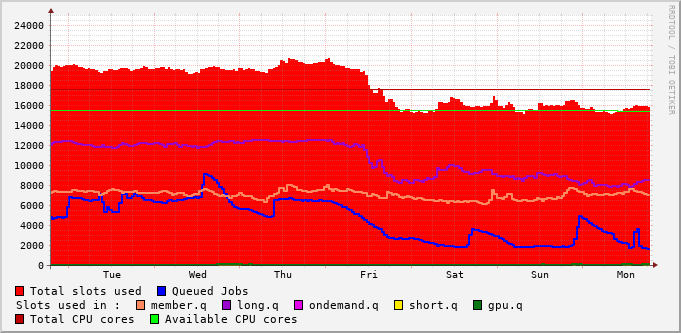 RRDTOOL / TOBI OETIKER
24000
22000
20000
18000
16000
14000
12000
10000
8000
6000
4000
2000
0
Tue Wed Thu Fri Sat Sun Mon
Total slots used Queued Jobs
Slots used in : member.q long.q ondemand.q short.q gpu.q
Total CPU cores Available CPU cores